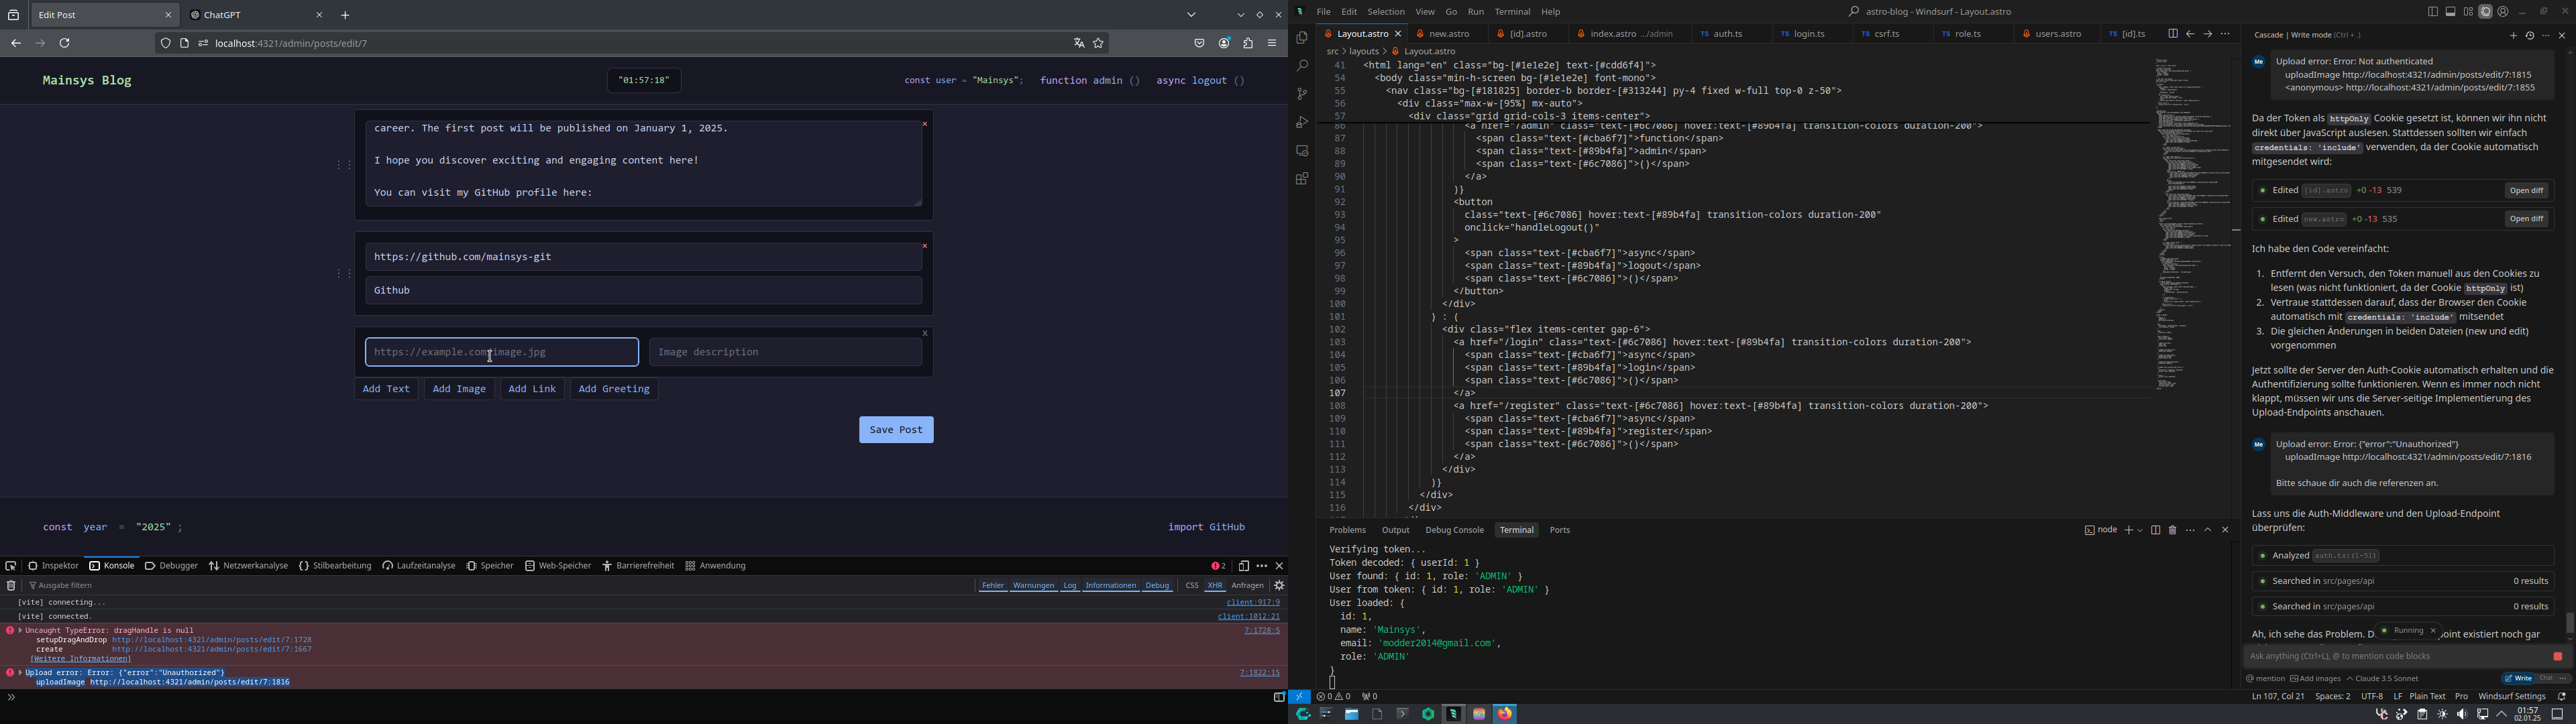 Edit Post
ChatGPT
localhost:4321/admin/posts/edit/7
Mainsys Blog
"01:57:18"
const user = "Mainsys";
function admin ()
async logout ()
career. The first post will be published on January 1, 2025.
I hope you discover exciting and engaging content here!
You can visit my GitHub profile here:
https://github.com/mainsys-git
Github
x
https://example.com/image.jpg
Image description
Add Text
Add Image
Add Link
Add Greeting
Save Post
const year = "2025" ;
import GitHub
Inspektor
Konsole
Debugger
Netzwerkanalyse
Stilbearbeitung
Laufzeitanalyse
Speicher
Web-Speicher
Barrierefreiheit
Anwendung
2
Ausgabe filtern
Fehler
Warnungen
Log
Informationen
Debug
CSS
XHR
Anfragen
[vite] connecting...
client:917:9
[vite] connected.
client:1012:21
Uncaught TypeError: dragHandle is null
7:1728:5
setupDragAndDrop http://localhost:4321/admin/posts/edit/7:1728
create http://localhost:4321/admin/posts/edit/7:1667
[Weitere Informationen]
Upload error: Error: {"error":"Unauthorized"}
7:1822:15
uploadImage http://localhost:4321/admin/posts/edit/7:1816
File Edit Selection View Go Run Terminal Help
astro-blog - Windsurf - Layout.astro
Layout.astro
new.astro
[id].astro
index.astro .../admin
auth.ts
login.ts
csrf.ts
role.ts
users.astro
[id].ts
src > layouts > Layout.astro
41 <html lang="en" class="bg-[#1e1e2e] text-[#cdd6f4]">
54 <body class="min-h-screen bg-[#1e1e2e] font-mono">
55 <nav class="bg-[#181825] border-b border-[#313244] py-4 fixed w-full top-0 z-50">
56 <div class="max-w-[95%] mx-auto">
57 <div class="grid grid-cols-3 items-center">
86 <a href="/admin" class="text-[#6c7086] hover:text-[#89b4fa] transition-colors duration-200">
87 <span class="text-[#cba6f7]">function</span>
88 <span class="text-[#89b4fa]">admin</span>
89 <span class="text-[#6c7086]">()</span>
90 </a>
91 )}
92 <button
93 class="text-[#6c7086] hover:text-[#89b4fa] transition-colors duration-200"
94 onclick="handleLogout()"
95 >
96 <span class="text-[#cba6f7]">async</span>
97 <span class="text-[#89b4fa]">logout</span>
98 <span class="text-[#6c7086]">()</span>
99 </button>
100 </div>
101 ) : (
102 <div class="flex items-center gap-6">
103 <a href="/login" class="text-[#6c7086] hover:text-[#89b4fa] transition-colors duration-200">
104 <span class="text-[#cba6f7]">async</span>
105 <span class="text-[#89b4fa]">login</span>
106 <span class="text-[#6c7086]">()</span>
107 </a>
108 <a href="/register" class="text-[#6c7086] hover:text-[#89b4fa] transition-colors duration-200">
109 <span class="text-[#cba6f7]">async</span>
110 <span class="text-[#89b4fa]">register</span>
111 <span class="text-[#6c7086]">()</span>
112 </a>
113 </div>
114 )}
115 </div>
116 </div>
Problems
Output
Debug Console
Terminal
Ports
node
Verifying token...
Token decoded: { userId: 1 }
User found: { id: 1, role: 'ADMIN' }
User from token: { id: 1, role: 'ADMIN' }
User loaded: {
id: 1,
name: 'Mainsys',
email: 'modder2014@gmail.com',
role: 'ADMIN'
}
Cascade | Write mode (Ctrl + .)
Me
Upload error: Error: Not authenticated
uploadImage http://localhost:4321/admin/posts/edit/7:1815
<anonymous> http://localhost:4321/admin/posts/edit/7:1855
Da der Token als httpOnly Cookie gesetzt ist, können wir ihn nicht
direkt über JavaScript auslesen. Stattdessen sollten wir einfach
credentials: 'include' verwenden, da der Cookie automatisch
mitgesendet wird:
Edited [id].astro +0 -13 539
Open diff
Edited new.astro +0 -13 535
Open diff
Ich habe den Code vereinfacht:
1. Entfernt den Versuch, den Token manuell aus den Cookies zu
lesen (was nicht funktioniert, da der Cookie httpOnly ist)
2. Vertraue stattdessen darauf, dass der Browser den Cookie
automatisch mit credentials: 'include' mitsendet
3. Die gleichen Änderungen in beiden Dateien (new und edit)
vorgenommen
Jetzt sollte der Server den Auth-Cookie automatisch erhalten und die
Authentifizierung sollte funktionieren. Wenn es immer noch nicht
klappt, müssen wir uns die Server-seitige Implementierung des
Upload-Endpoints anschauen.
Me
Upload error: Error: {"error":"Unauthorized"}
uploadImage http://localhost:4321/admin/posts/edit/7:1816
Bitte schaue dir auch die referenzen an.
Lass uns die Auth-Middleware und den Upload-Endpoint
überprüfen:
Analyzed auth.ts:(1-51)
Searched in src/pages/api
0 results
Searched in src/pages/api
0 results
Ah, ich sehe das Problem. D
Running
point existiert noch gar
Ask anything (Ctrl+L), @ to mention code blocks
@ mention
Add images
Claude 3.5 Sonnet
Write
Chat
0 0
0
Ln 107, Col 21
Spaces: 2
UTF-8
LF
Plain Text
Pro
Windsurf Settings
01:57
02.01.25